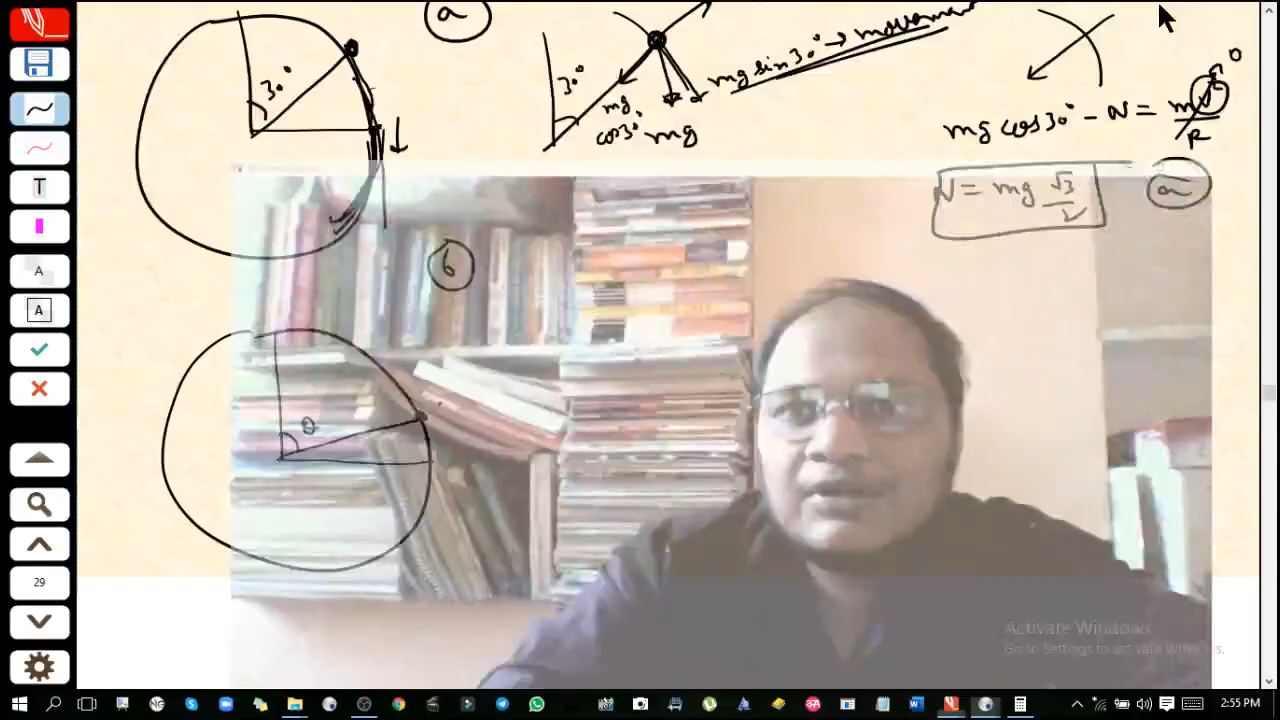 a
30°
30°
mg sin30° → movement
mg
cos30°
mg
mg cos30° - N = mv² / R
0
N = mg √3 / 2
a
b
θ
T
A
A
29
Activate Windows
Go to Settings to activate Windows.
2:55 PM